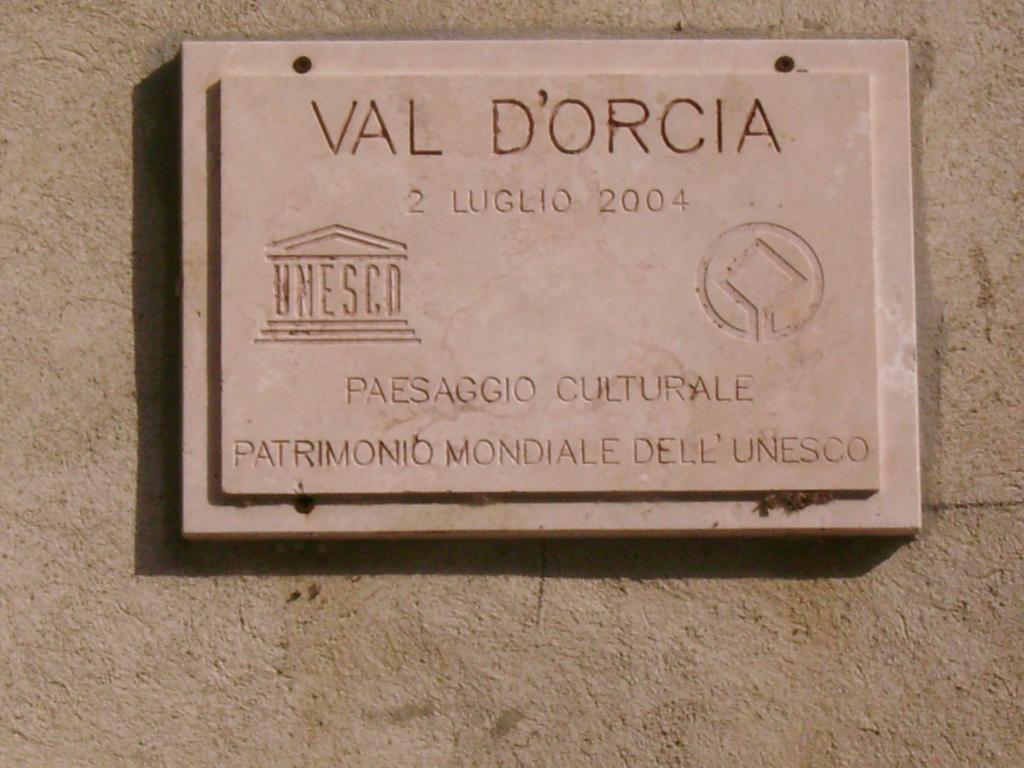 VAL D'ORCIA
2 LUGLIO 2004
UNESCO
PAESAGGIO CULTURALE
PATRIMONIO MONDIALE DELL' UNESCO